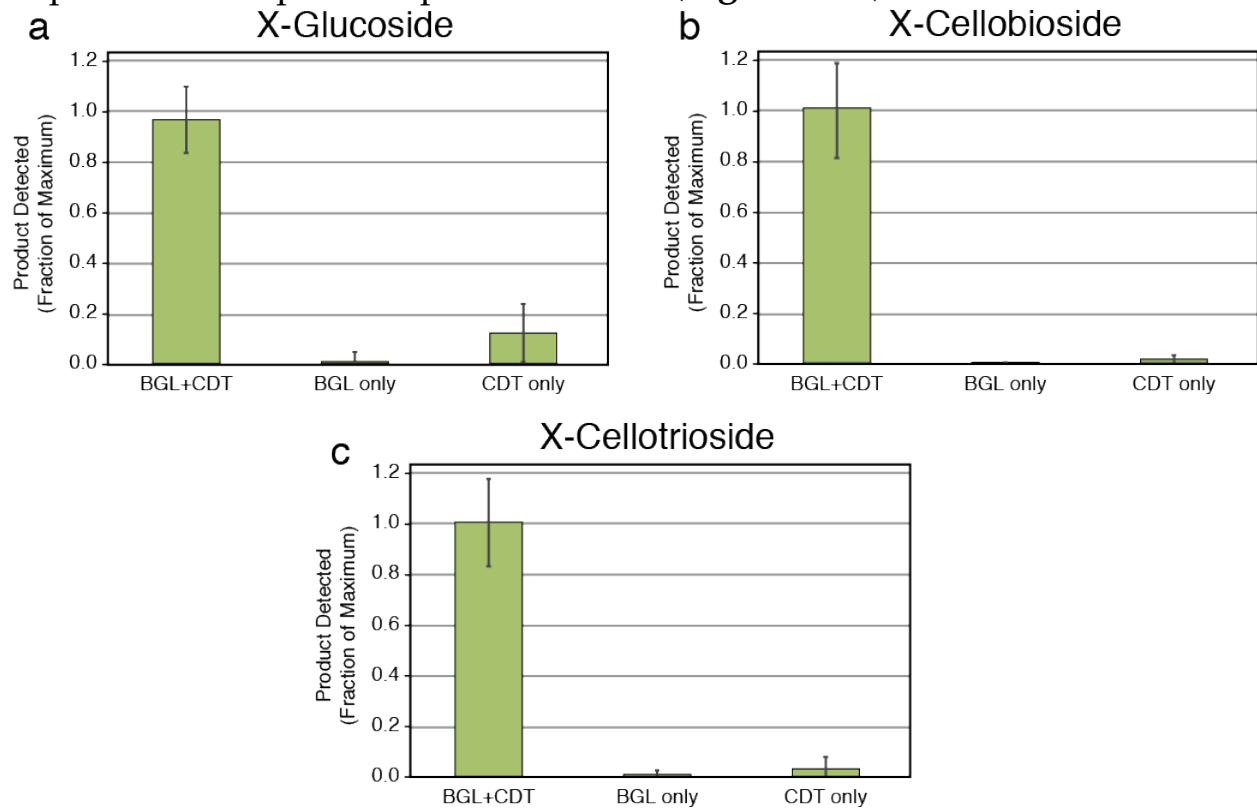 a
X-Glucoside
Product Detected
(Fraction of Maximum)
1.2
1.0
0.8
0.6
0.4
0.2
0.0
BGL+CDT BGL only CDT only
b
X-Cellobioside
Product Detected
(Fraction of Maximum)
1.2
1.0
0.8
0.6
0.4
0.2
0.0
BGL+CDT BGL only CDT only
c
X-Cellotrioside
Product Detected
(Fraction of Maximum)
1.2
1.0
0.8
0.6
0.4
0.2
0.0
BGL+CDT BGL only CDT only